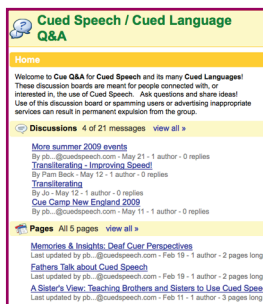 Cued Speech / Cued Language
Q&A
Home
Welcome to Cue Q&A for Cued Speech and its many Cued Languages!
These discussion boards are meant for people connected with, or
interested in, the use of Cued Speech. Ask questions and share ideas!
Use of this discussion board or spamming users or advertising inappropriate
services can result in permanent expulsion from the group.
Discussions 4 of 21 messages view all »
More summer 2009 events
By pb...@cuedspeech.com - May 21 - 1 author - 0 replies
Transliterating - Improving Speed!
By Pam Beck - May 12 - 1 author - 0 replies
Transliterating
By Jo - May 12 - 1 author - 0 replies
Cue Camp New England 2009
By pb...@cuedspeech.com - May 11 - 1 author - 0 replies
Pages All 5 pages view all »
Memories & Insights: Deaf Cuer Perspectives
Last updated by pb...@cuedspeech.com - Feb 19 - 1 author - 2 pages long
Fathers Talk about Cued Speech
Last updated by pb...@cuedspeech.com - Feb 19 - 1 author - 2 pages long
A Sister's View: Teaching Brothers and Sisters to Use Cued Spee
Last updated by pb...@cuedspeech.com - Feb 11 - 1 author - 3 pages long